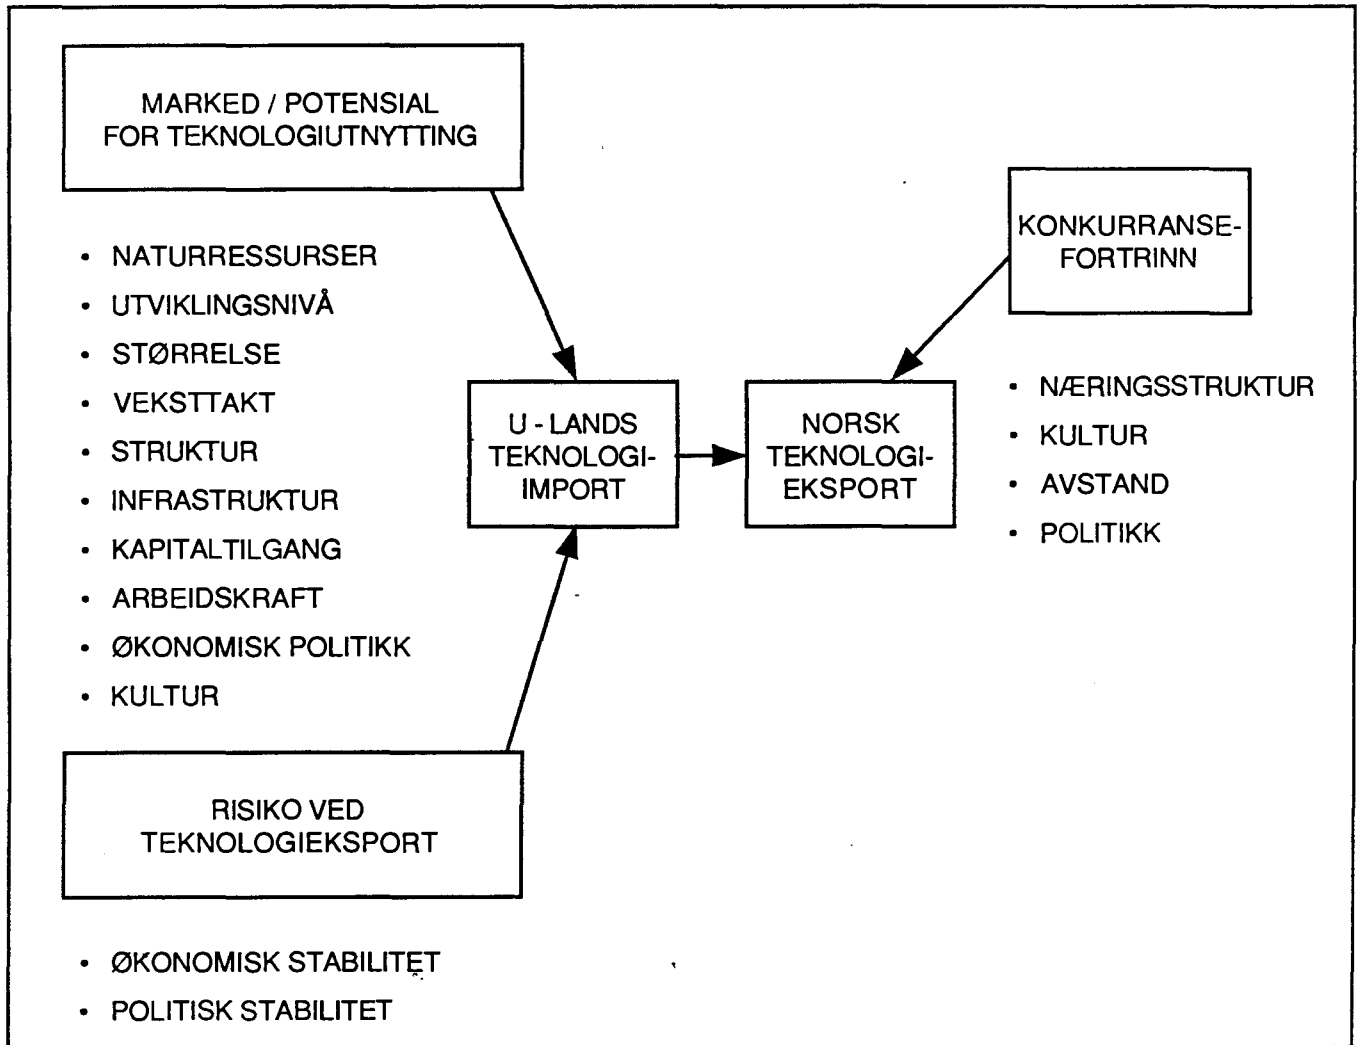 MARKED / POTENSIAL
FOR TEKNOLOGIUTNYTTING
• NATURRESSURSER
• UTVIKLINGSNIVÅ
• STØRRELSE
• VEKSTTAKT
• STRUKTUR
• INFRASTRUKTUR
• KAPITALTILGANG
• ARBEIDSKRAFT
• ØKONOMISK POLITIKK
• KULTUR
RISIKO VED
TEKNOLOGIEKSPORT
• ØKONOMISK STABILITET
• POLITISK STABILITET
U - LANDS
TEKNOLOGI-
IMPORT
NORSK
TEKNOLOGI-
EKSPORT
KONKURRANSE-
FORTRINN
• NÆRINGSSTRUKTUR
• KULTUR
• AVSTAND
• POLITIKK